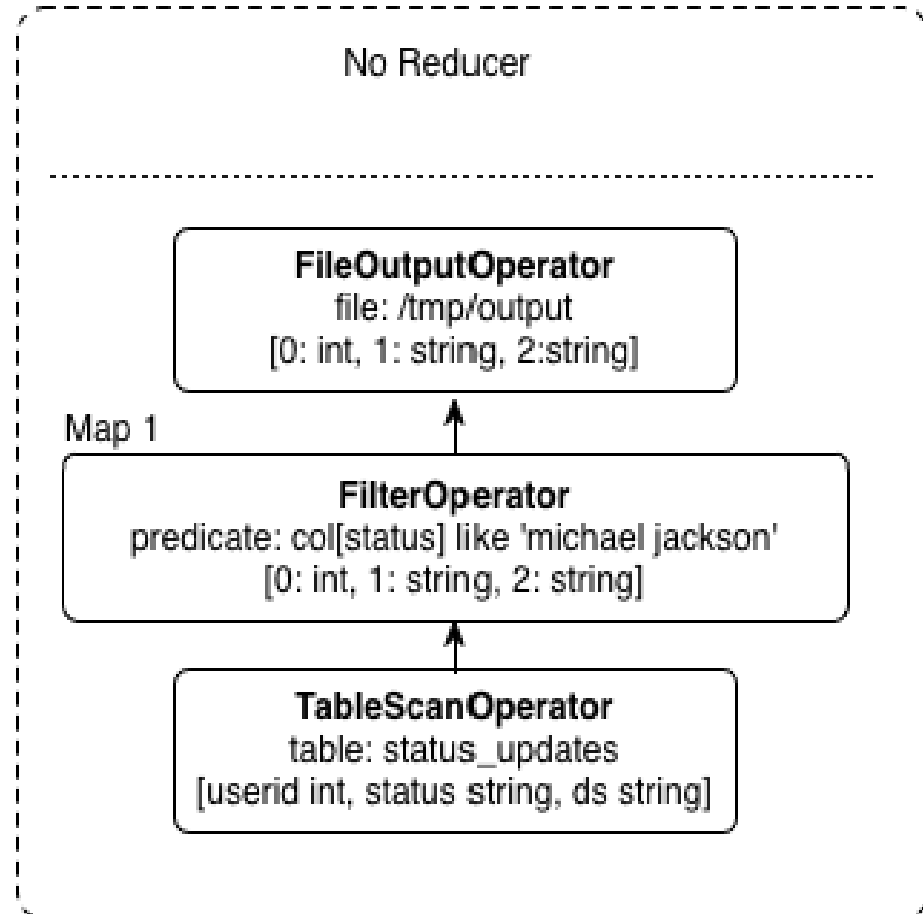 No Reducer
FileOutputOperator
file: /tmp/output
[0: int, 1: string, 2:string]
Map 1
FilterOperator
predicate: col[status] like 'michael jackson'
[0: int, 1: string, 2: string]
TableScanOperator
table: status_updates
[userid int, status string, ds string]